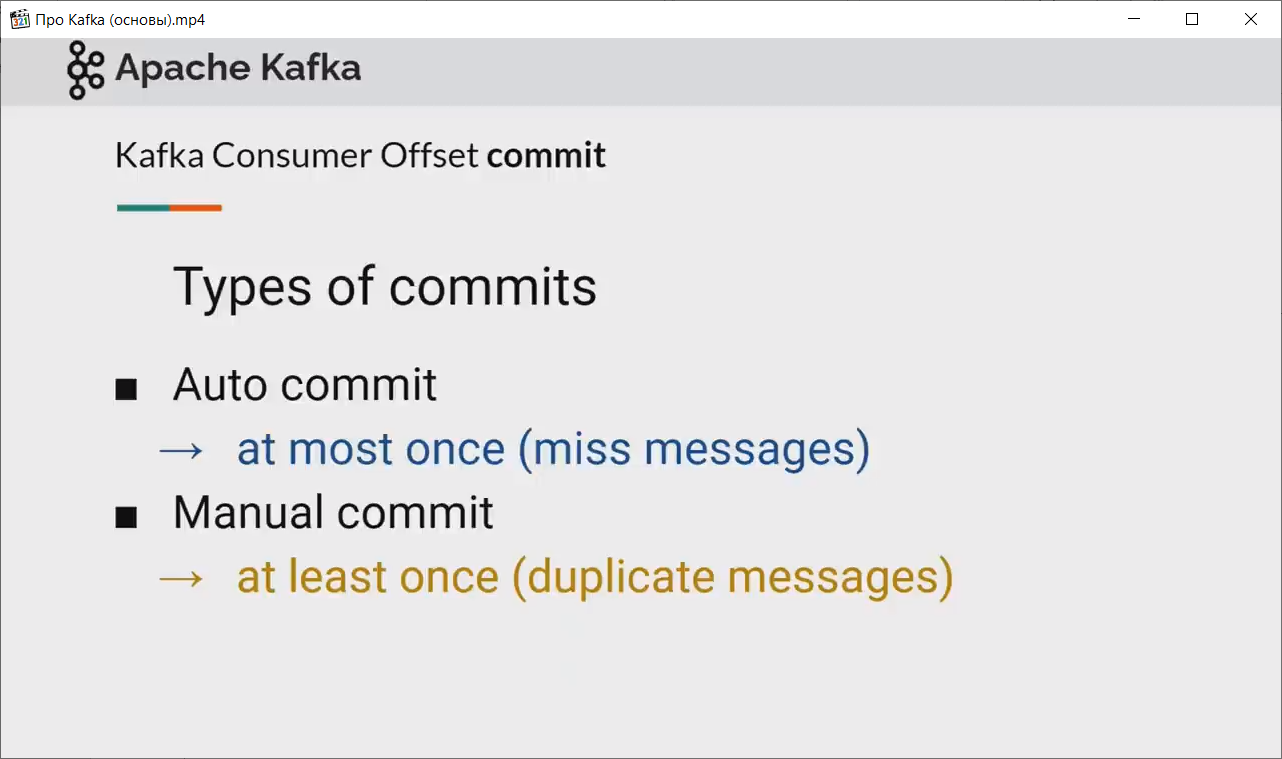 Про Kafka (основы).mp4
Apache Kafka
Kafka Consumer Offset commit
Types of commits
■ Auto commit
→ at most once (miss messages)
■ Manual commit
→ at least once (duplicate messages)